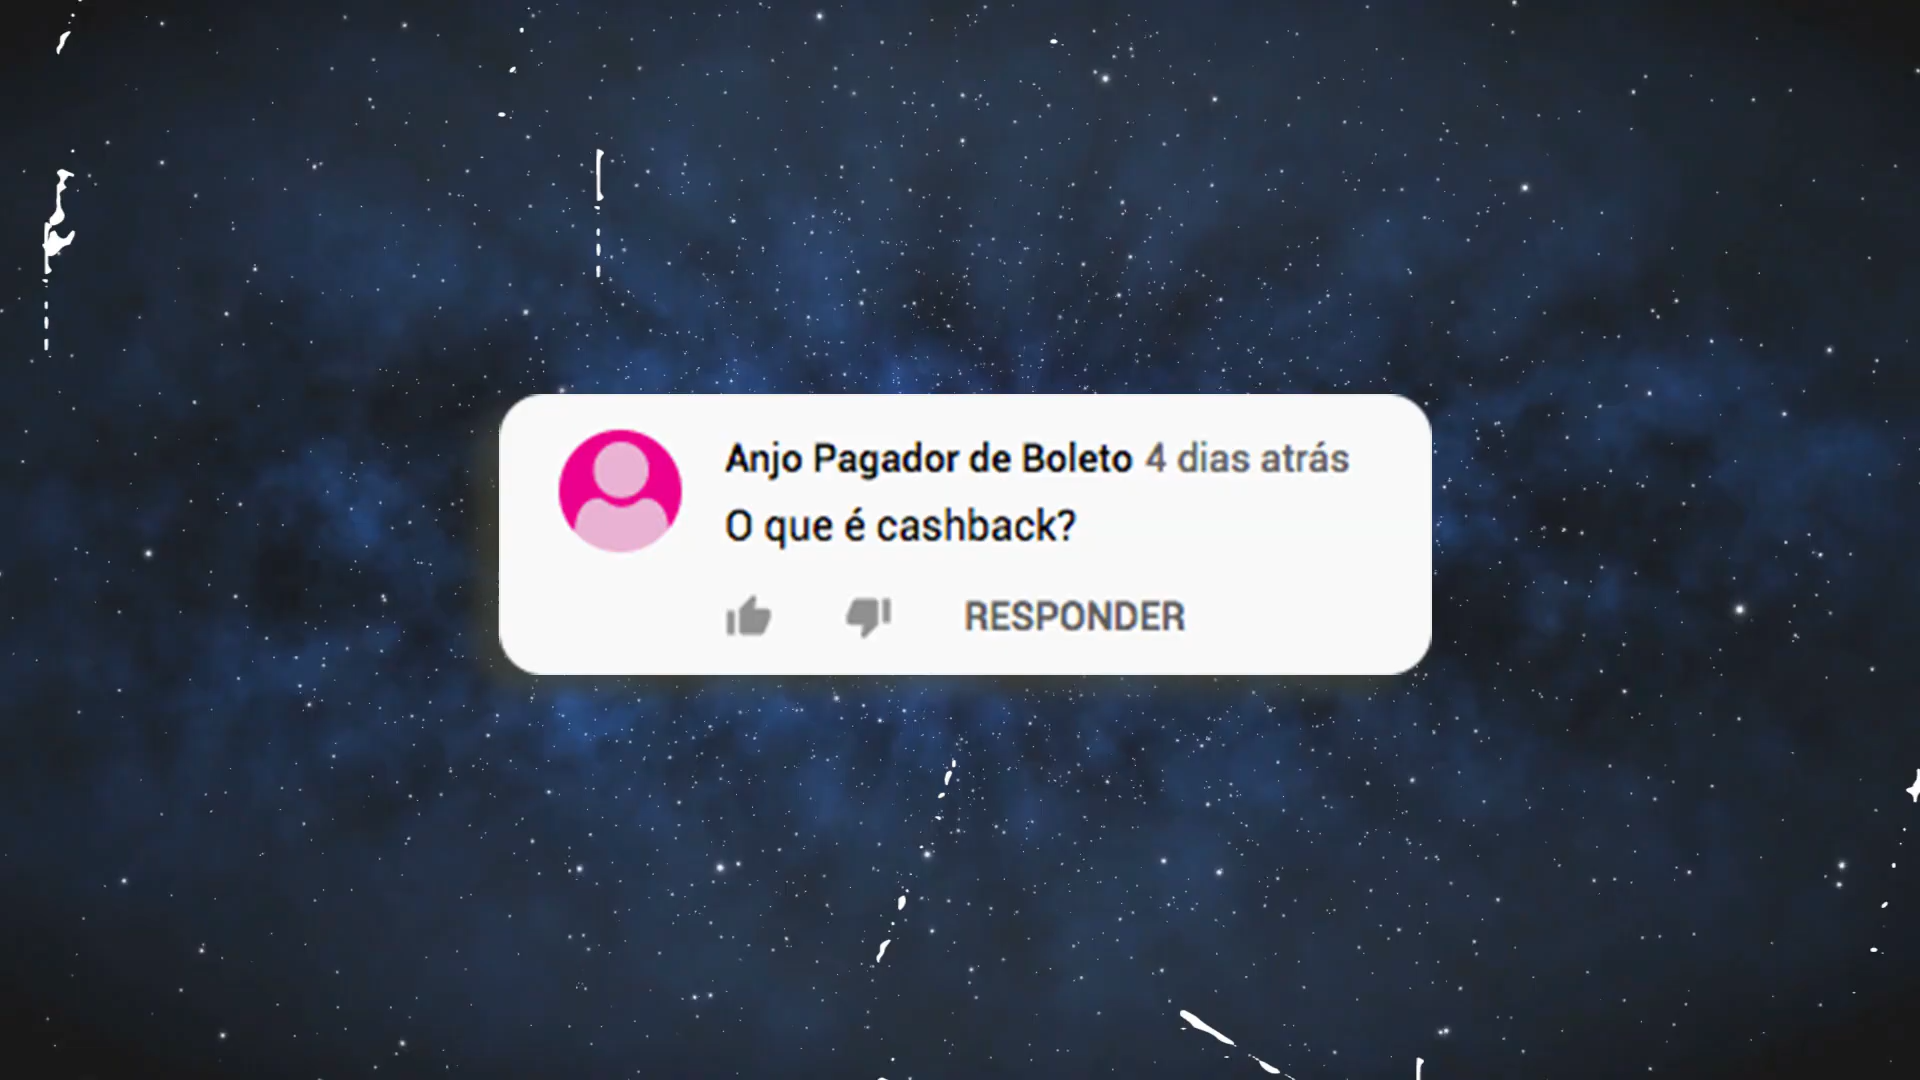 Anjo Pagador de Boleto 4 dias atrás
O que é cashback?
RESPONDER